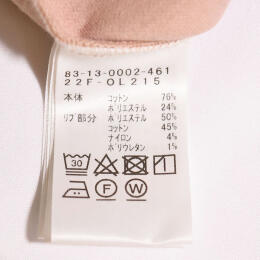 83-13-0002-461
22F-OL215
本体 コットン 76%
ポリエステル 24%
リブ部分 ポリエステル 50%
コットン 45%
ナイロン 4%
ポリウレタン 1%
30
F W